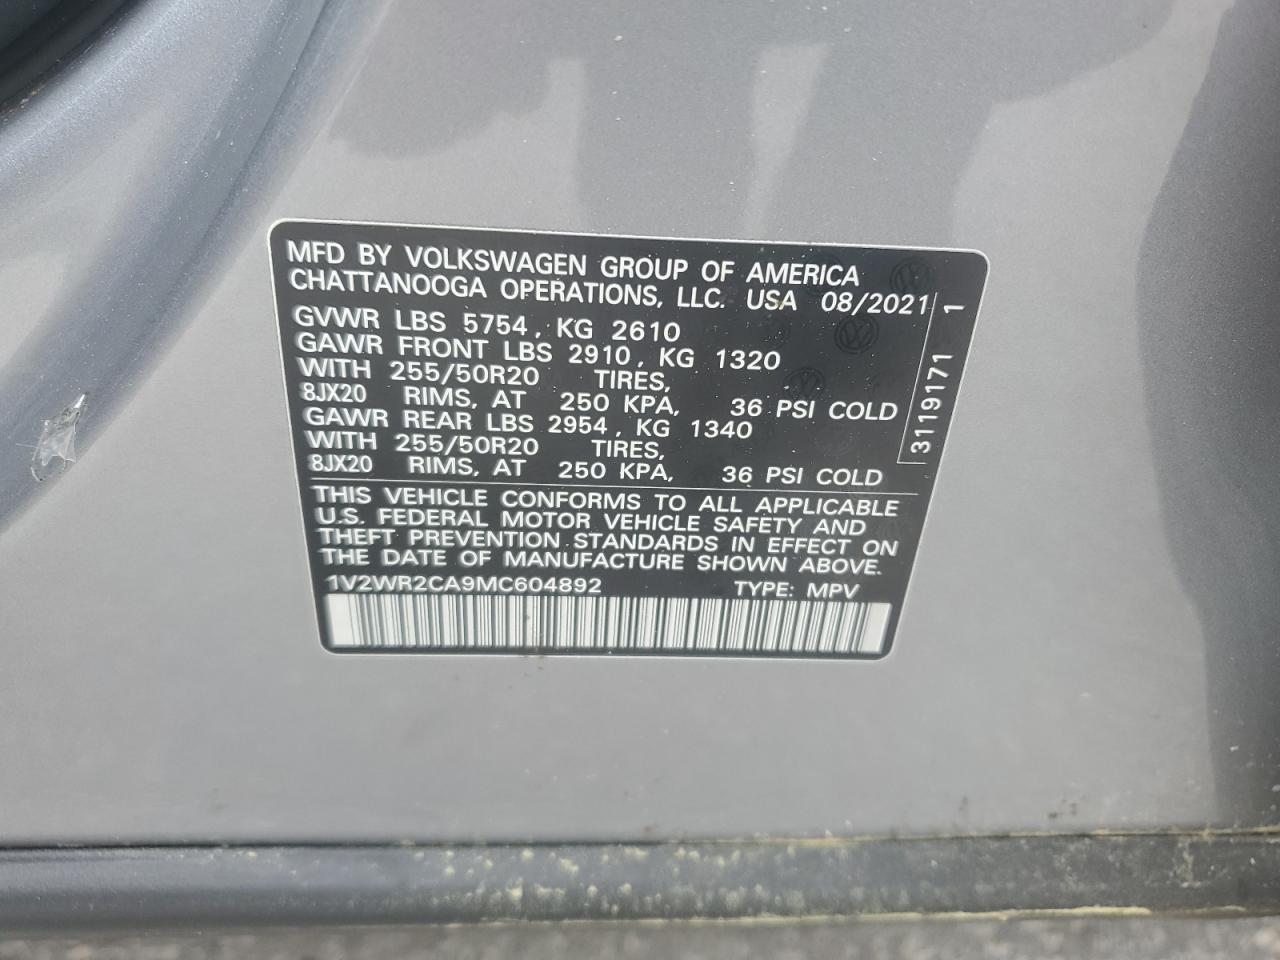 MFD BY VOLKSWAGEN GROUP OF AMERICA
CHATTANOOGA OPERATIONS, LLC. USA 08/2021
GVWR LBS 5754, KG 2610
GAWR FRONT LBS 2910, KG 1320
WITH 255/50R20 TIRES,
8JX20 RIMS, AT 250 KPA, 36 PSI COLD
GAWR REAR LBS 2954, KG 1340
WITH 255/50R20 TIRES,
8JX20 RIMS, AT 250 KPA, 36 PSI COLD
3119171 1
THIS VEHICLE CONFORMS TO ALL APPLICABLE
U.S. FEDERAL MOTOR VEHICLE SAFETY AND
THEFT PREVENTION STANDARDS IN EFFECT ON
THE DATE OF MANUFACTURE SHOWN ABOVE.
1V2WR2CA9MC604892 TYPE: MPV